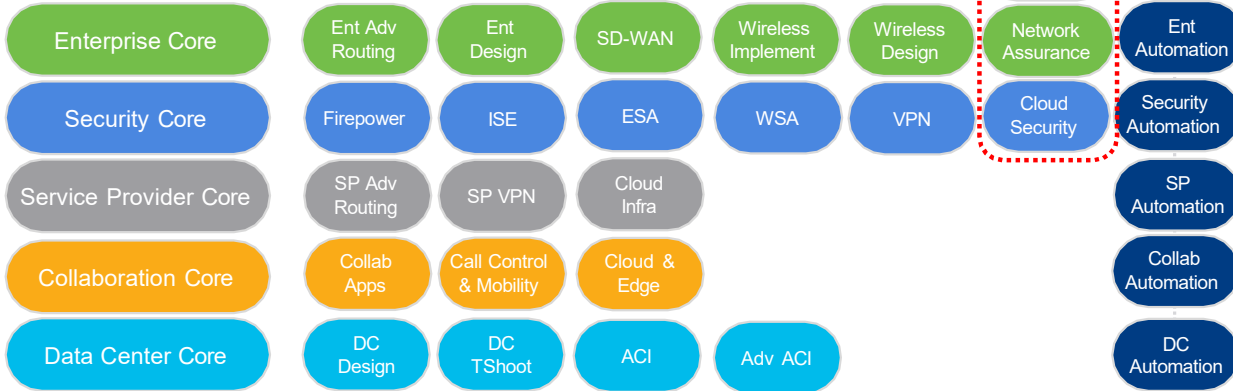 Enterprise Core
Ent Adv
Routing
Ent
Design
SD-WAN
Wireless
Implement
Wireless
Design
Network
Assurance
Ent
Automation
Security Core
Firepower
ISE
ESA
WSA
VPN
Cloud
Security
Security
Automation
Service Provider Core
SP Adv
Routing
SP VPN
Cloud
Infra
SP
Automation
Collaboration Core
Collab
Apps
Call Control
& Mobility
Cloud &
Edge
Collab
Automation
Data Center Core
DC
Design
DC
TShoot
ACI
Adv ACI
DC
Automation